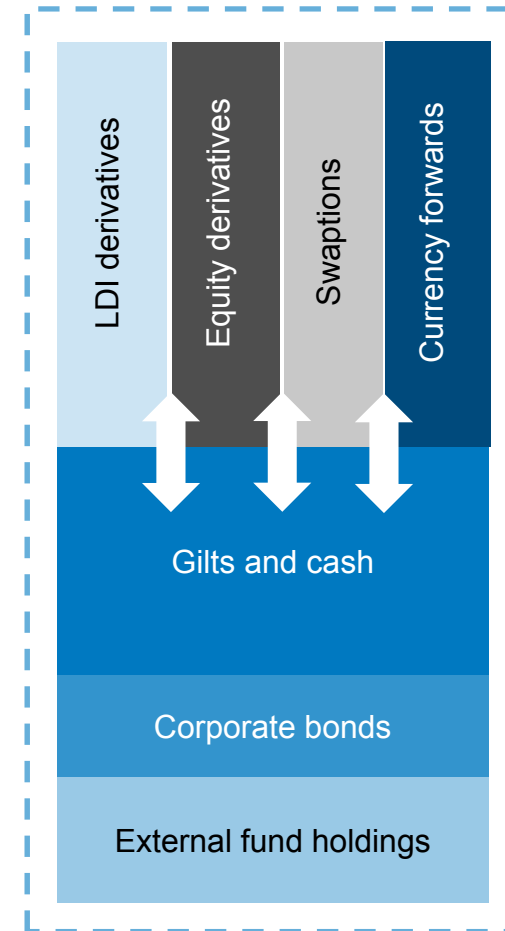 LDI derivatives
Equity derivatives
Swaptions
Currency forwards
Gilts and cash
Corporate bonds
External fund holdings